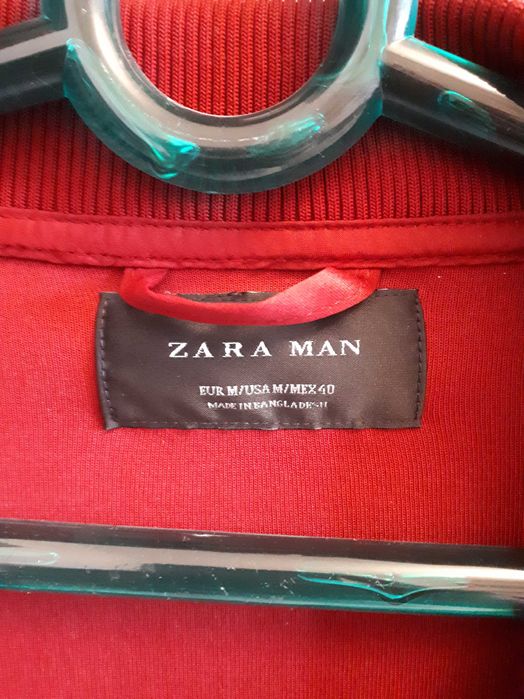 ZARA MAN
EUR M/USA M/MEX 40
MADE IN BANGLADESH